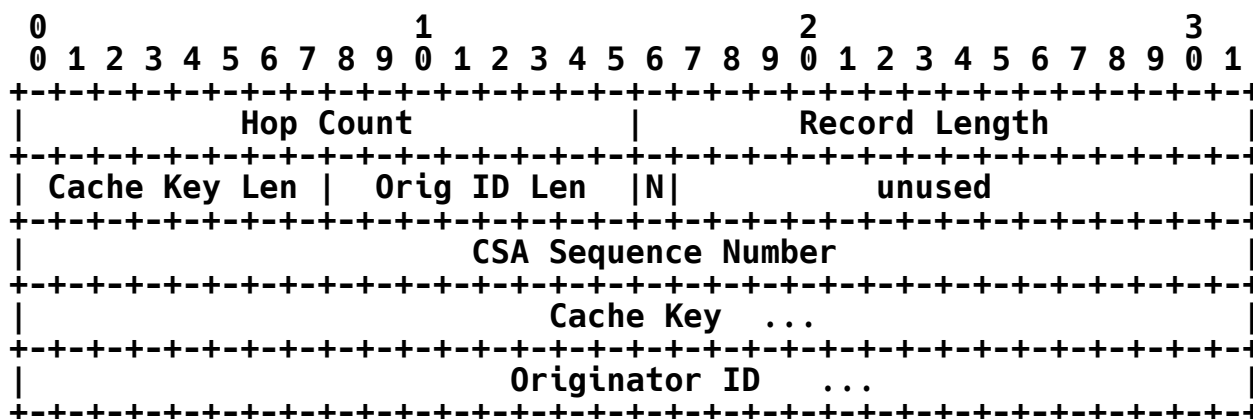 0                   1                   2                   3
0 1 2 3 4 5 6 7 8 9 0 1 2 3 4 5 6 7 8 9 0 1 2 3 4 5 6 7 8 9 0 1
+-+-+-+-+-+-+-+-+-+-+-+-+-+-+-+-+-+-+-+-+-+-+-+-+-+-+-+-+-+-+-+-+
|           Hop Count           |        Record Length          |
+-+-+-+-+-+-+-+-+-+-+-+-+-+-+-+-+-+-+-+-+-+-+-+-+-+-+-+-+-+-+-+-+
| Cache Key Len |  Orig ID Len  |N|          unused             |
+-+-+-+-+-+-+-+-+-+-+-+-+-+-+-+-+-+-+-+-+-+-+-+-+-+-+-+-+-+-+-+-+
|                       CSA Sequence Number                     |
+-+-+-+-+-+-+-+-+-+-+-+-+-+-+-+-+-+-+-+-+-+-+-+-+-+-+-+-+-+-+-+-+
|                           Cache Key  ...                      |
+-+-+-+-+-+-+-+-+-+-+-+-+-+-+-+-+-+-+-+-+-+-+-+-+-+-+-+-+-+-+-+-+
|                         Originator ID   ...                   |
+-+-+-+-+-+-+-+-+-+-+-+-+-+-+-+-+-+-+-+-+-+-+-+-+-+-+-+-+-+-+-+-+